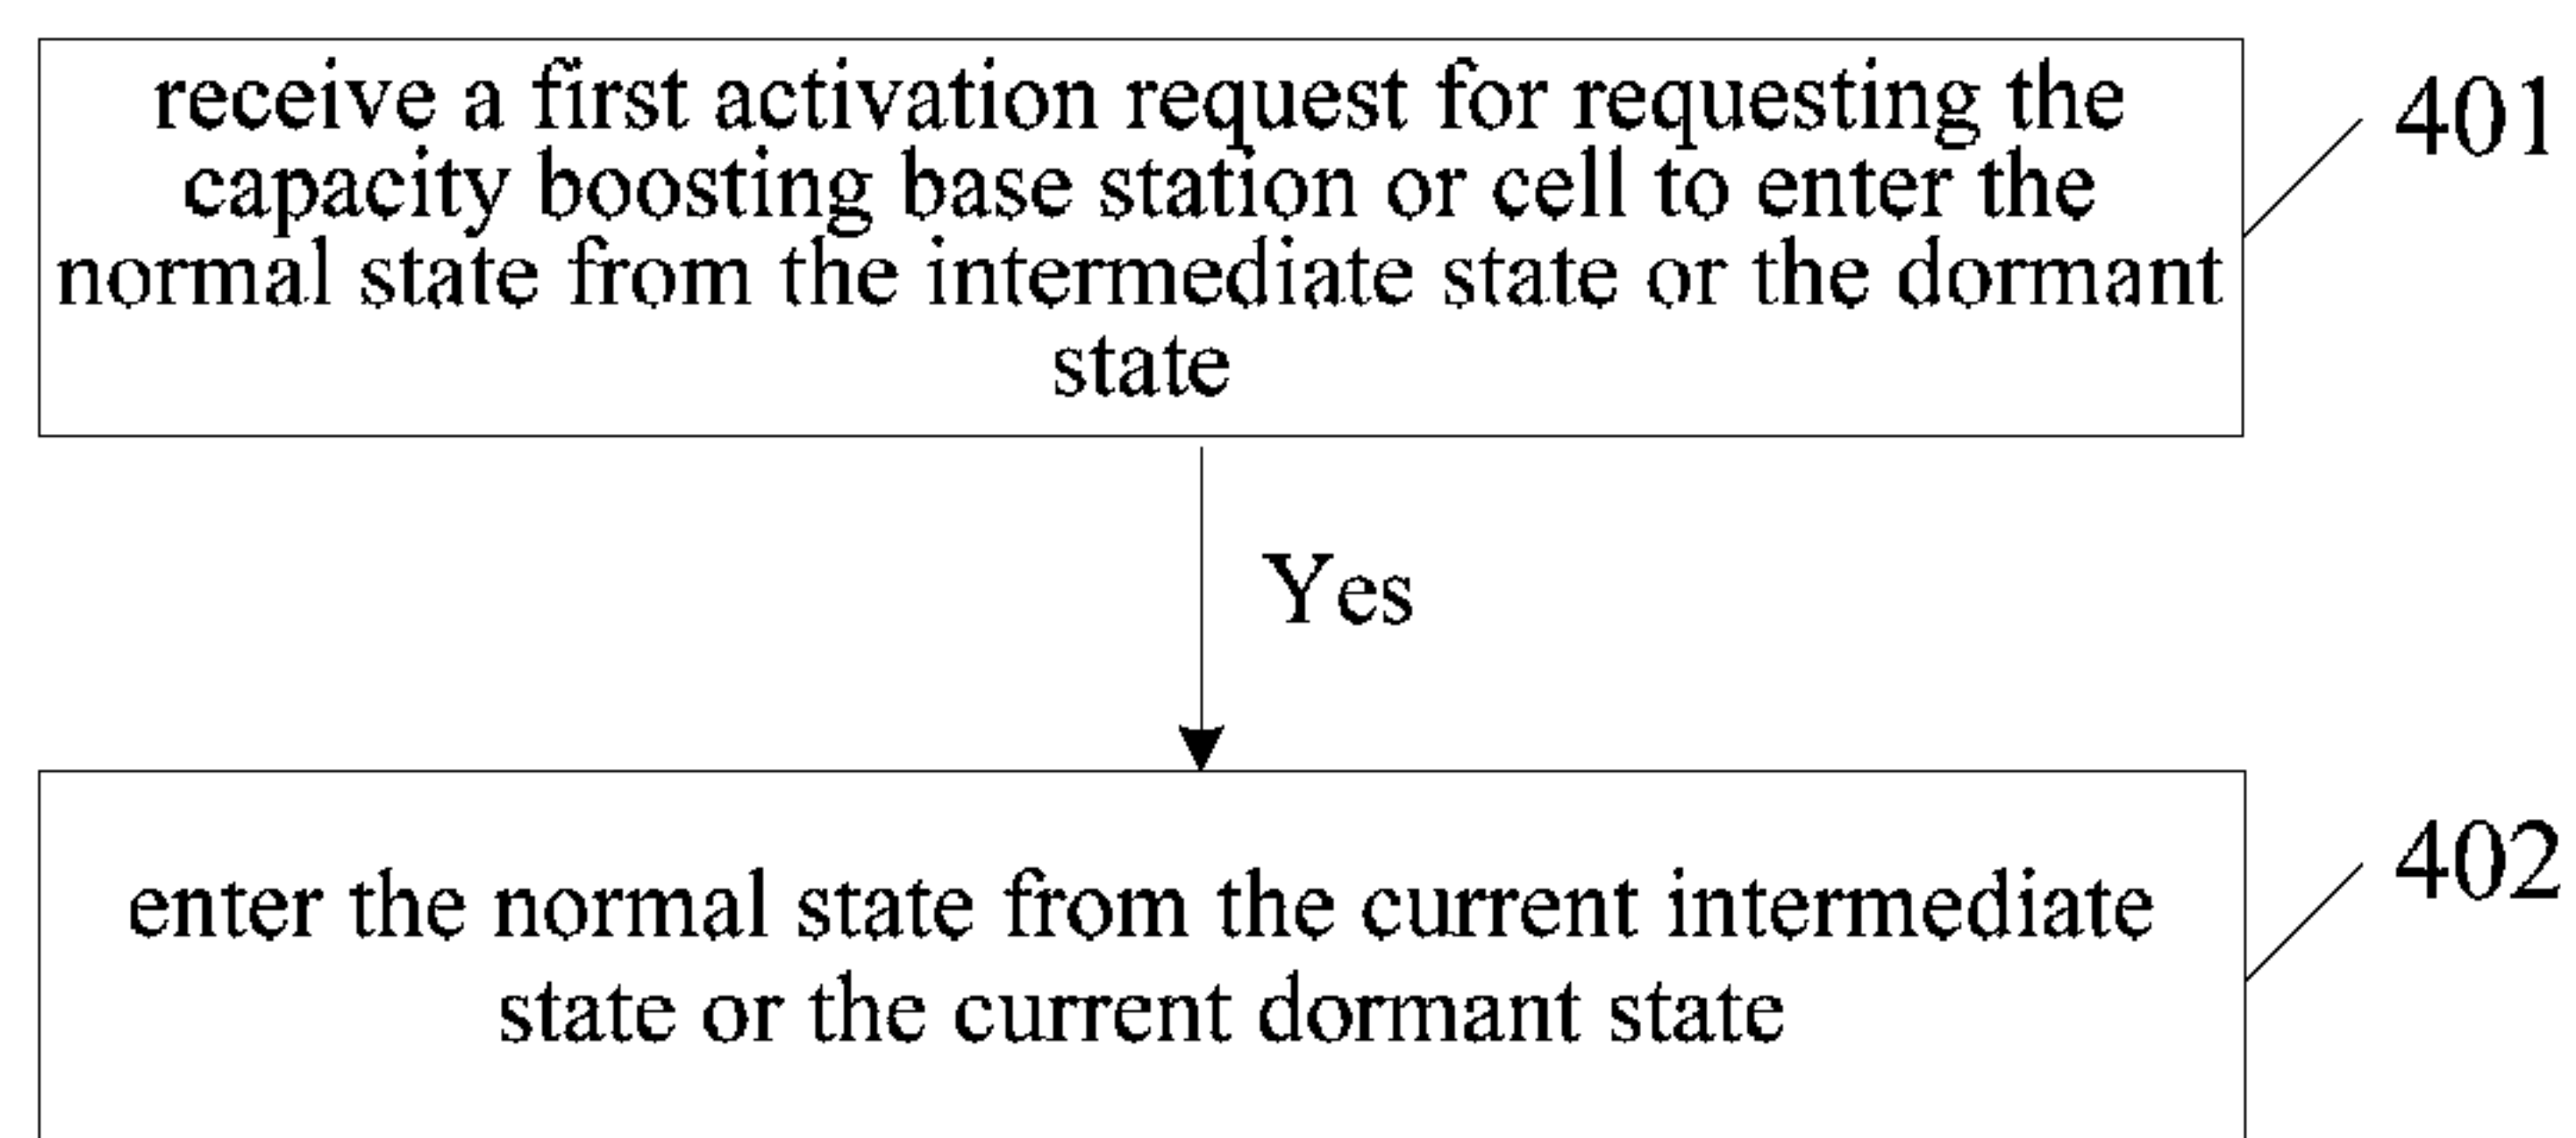 receive a first activation request for requesting the
capacity boosting base station or cell to enter the
normal state from the intermediate state or the dormant
state
401
Yes
enter the normal state from the current intermediate
state or the current dormant state
402